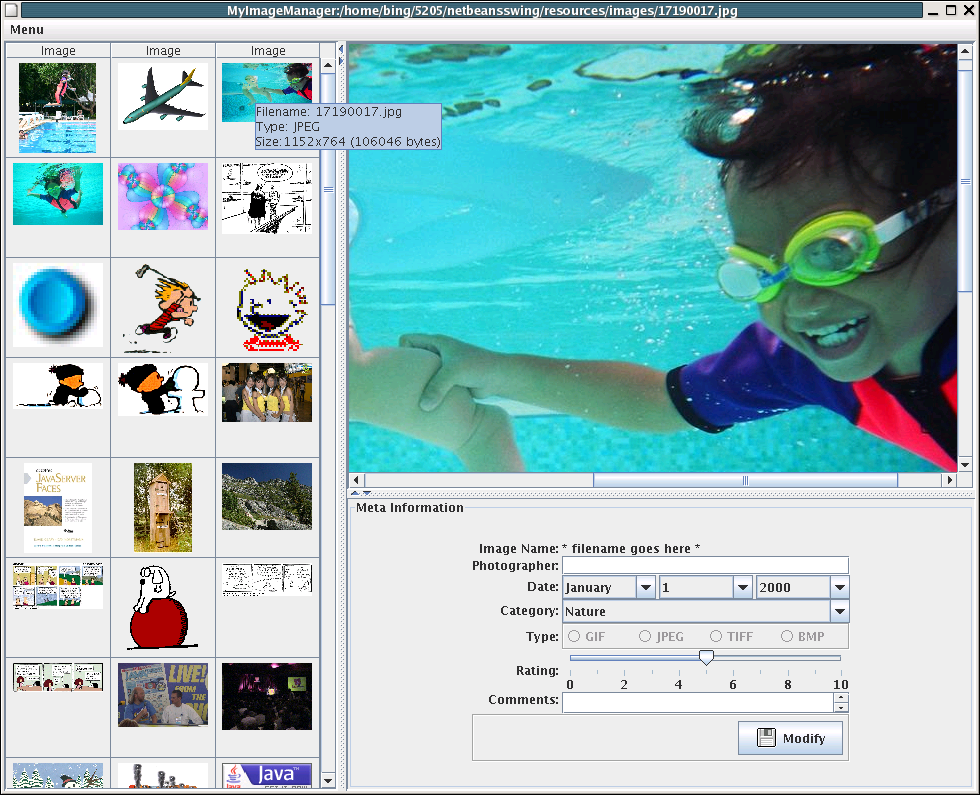 MyImageManager:/home/bing/5205/netbeansswing/resources/images/17190017.jpg
Menu
Image Image Image
Filename: 17190017.jpg
Type: JPEG
Size:1152x764 (106046 bytes)
JAVASERVER
FACES
LIVE!
FROM THE
Java™
Meta Information
Image Name: * filename goes here *
Photographer:
Date: January 1 2000
Category: Nature
Type: GIF JPEG TIFF BMP
Rating:
0 2 4 6 8 10
Comments:
Modify